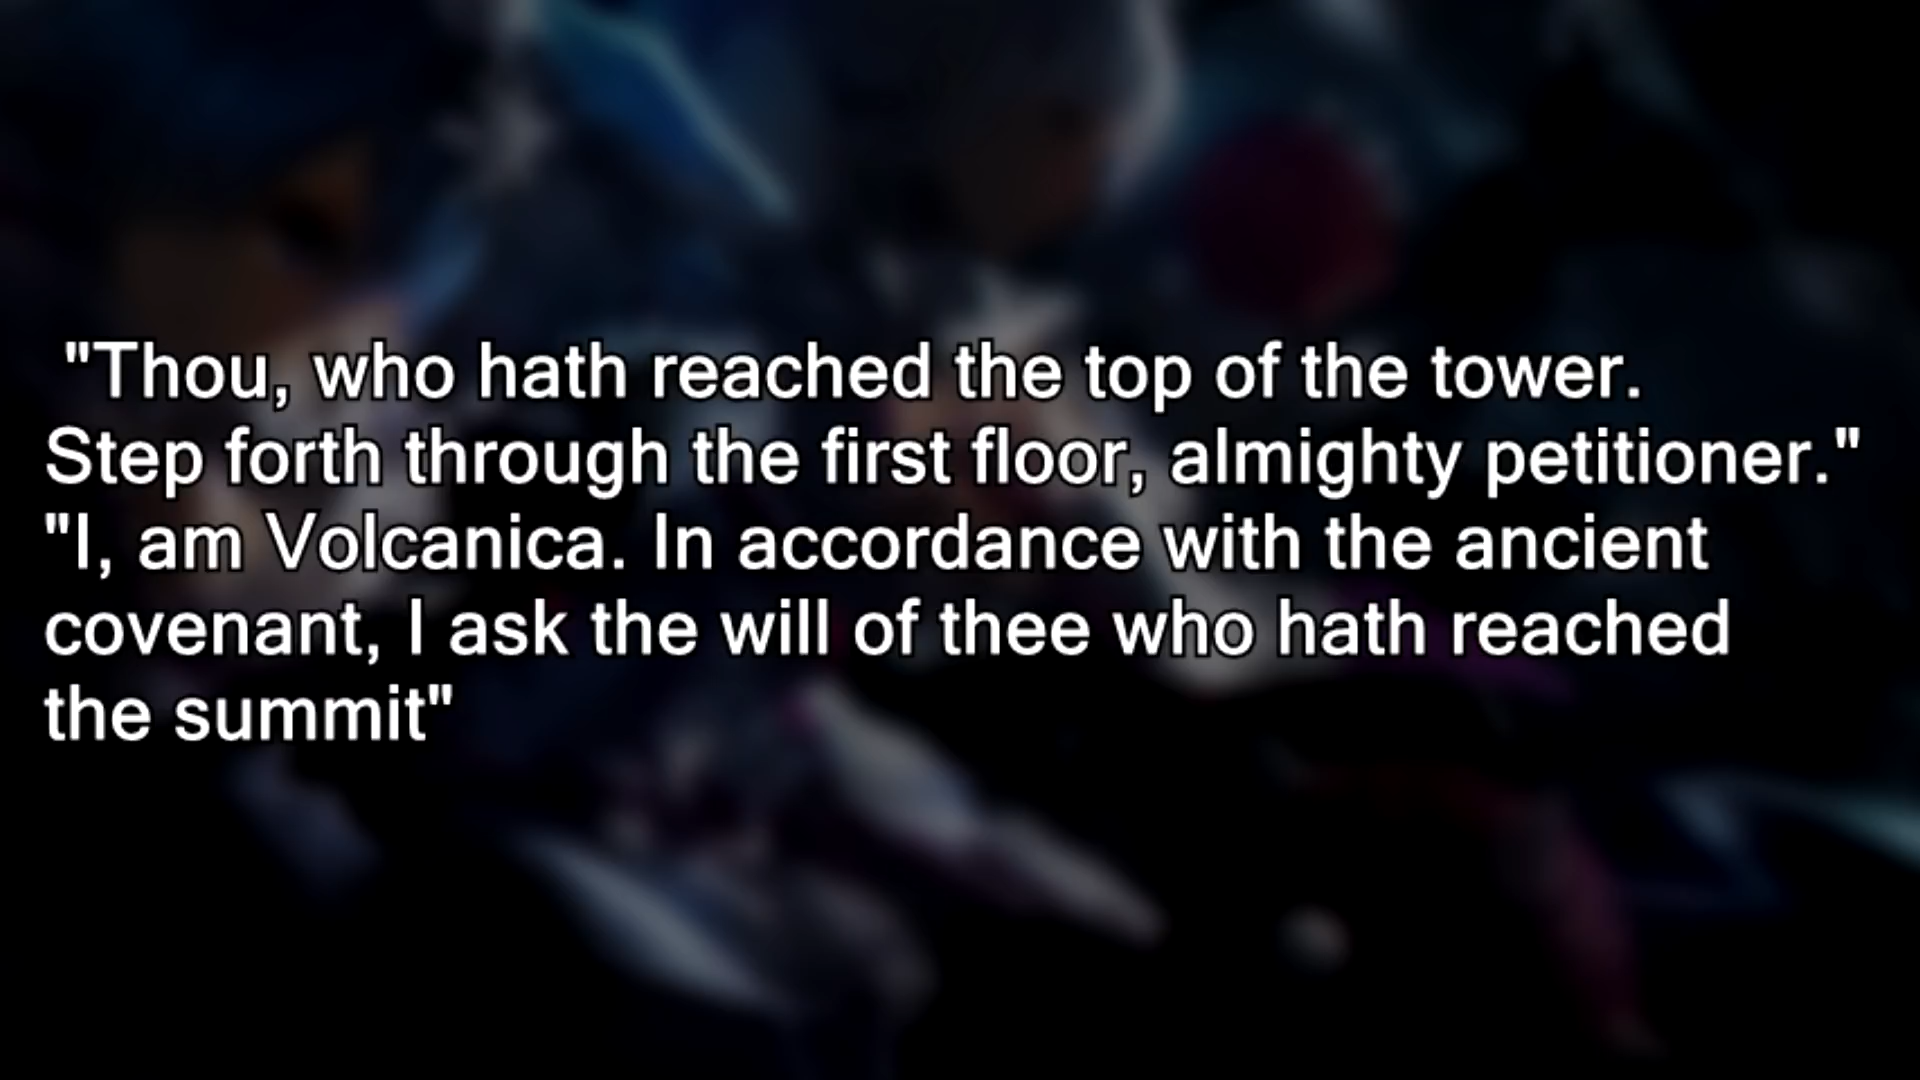 "Thou, who hath reached the top of the tower.
Step forth through the first floor, almighty petitioner."
"I, am Volcanica. In accordance with the ancient
covenant, I ask the will of thee who hath reached
the summit"